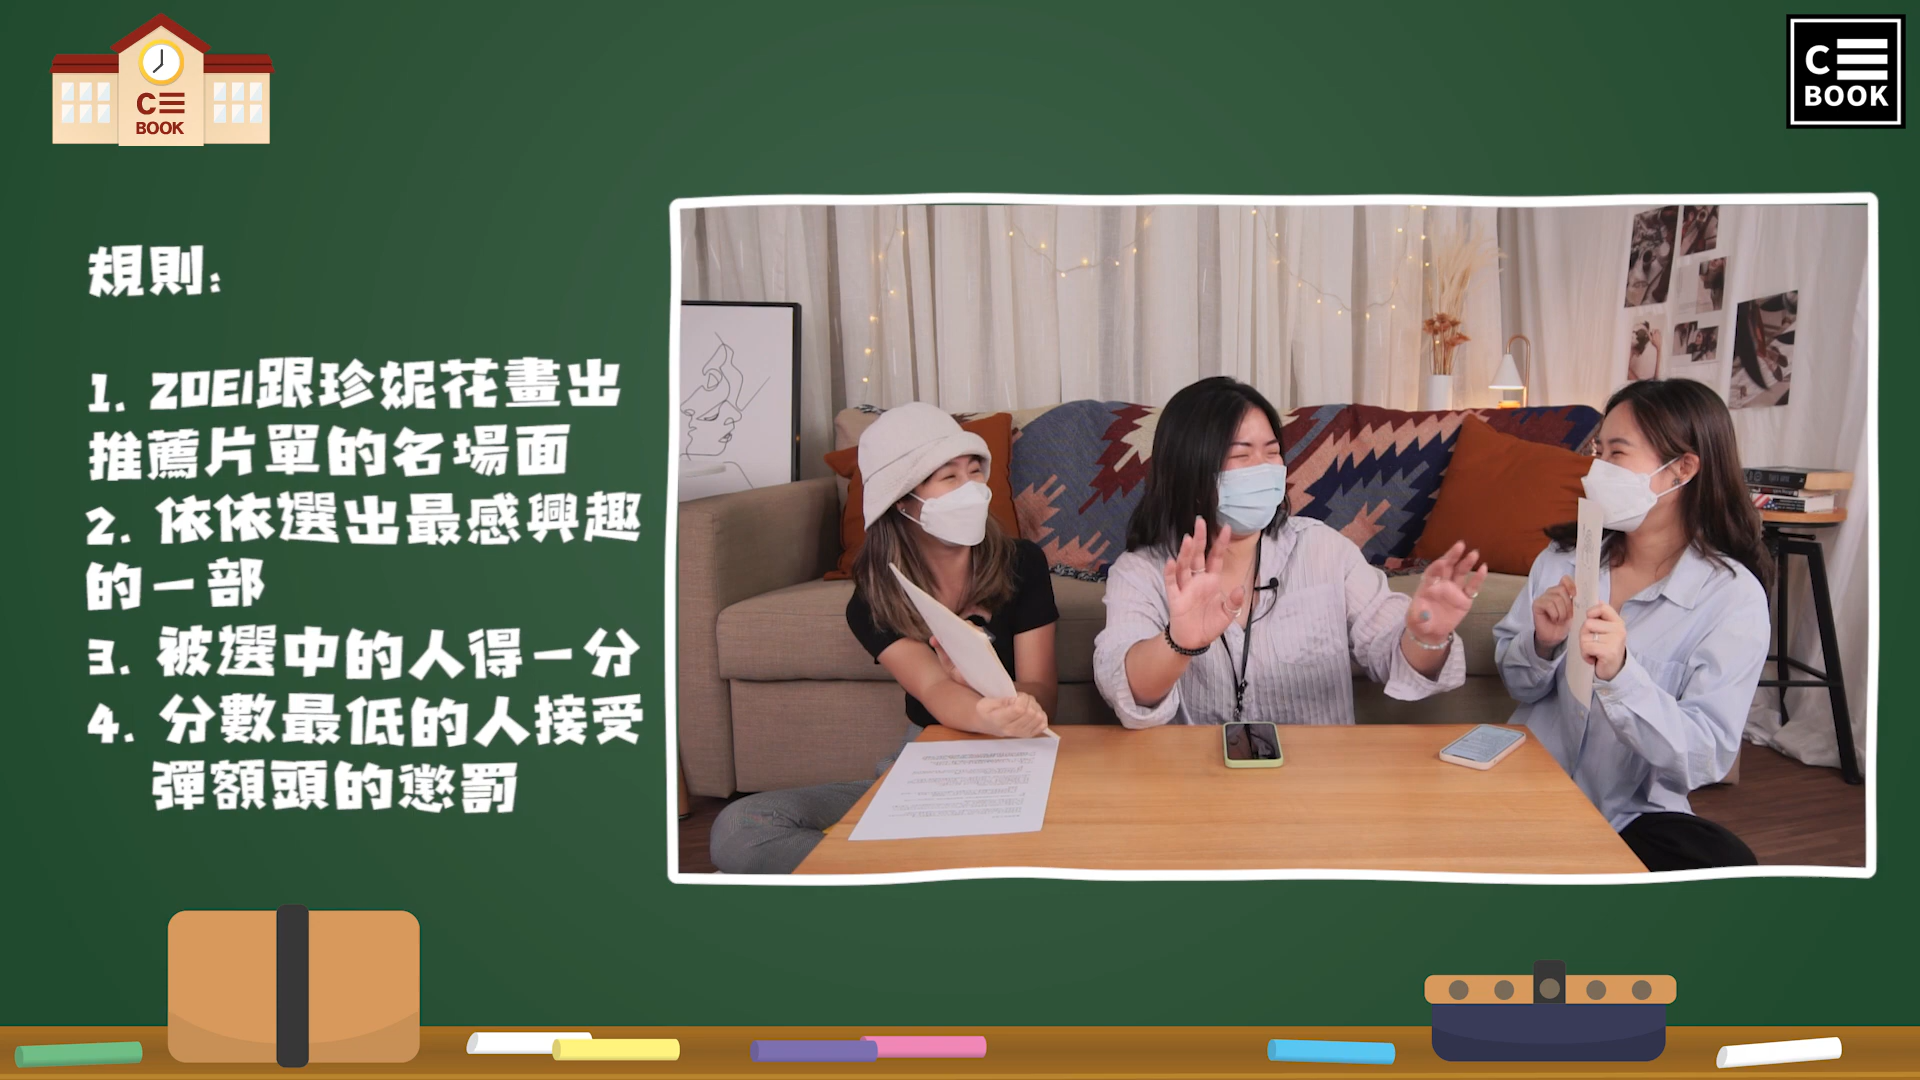 C
BOOK
C
BOOK
規則:
1. ZOEI跟珍妮花畫出
推薦片單的名場面
2. 依依選出最感興趣
的一部
3. 被選中的人得一分
4. 分數最低的人接受
彈額頭的懲罰